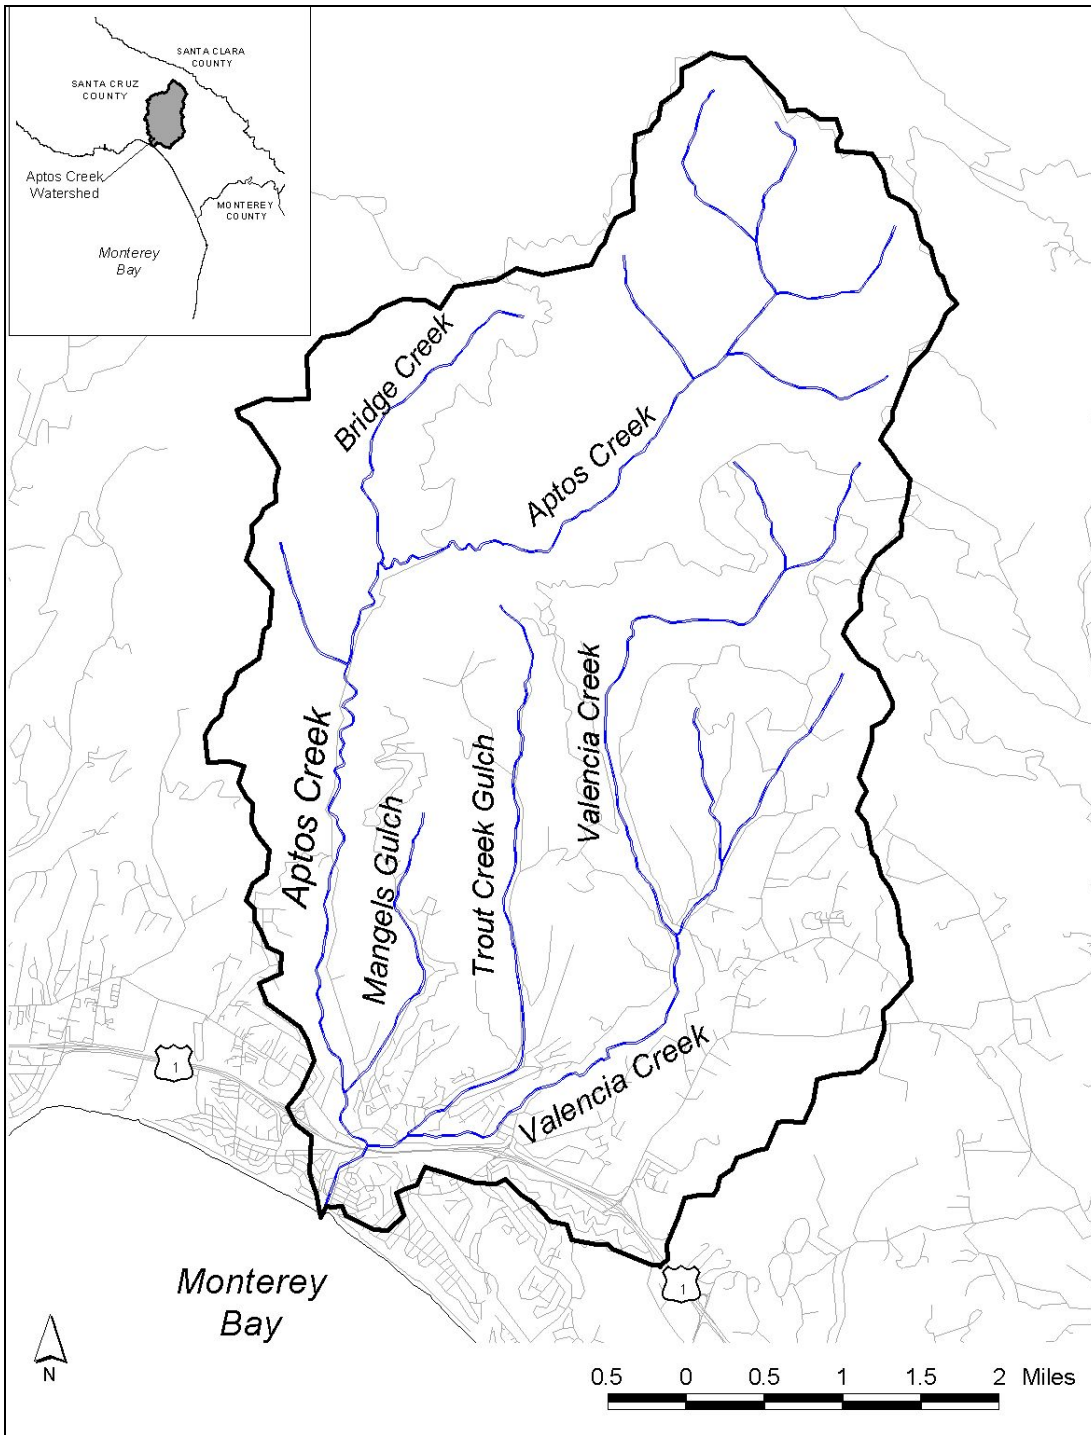 SANTA CLARA
COUNTY
SANTA CRUZ
COUNTY
Aptos Creek
Watershed
MONTEREY
COUNTY
Monterey
Bay
Bridge Creek
Aptos Creek
Valencia Creek
Aptos Creek
Mangels Gulch
Trout Creek Gulch
Valencia Creek
1
1
Monterey
Bay
N
0.5 0 0.5 1 1.5 2 Miles